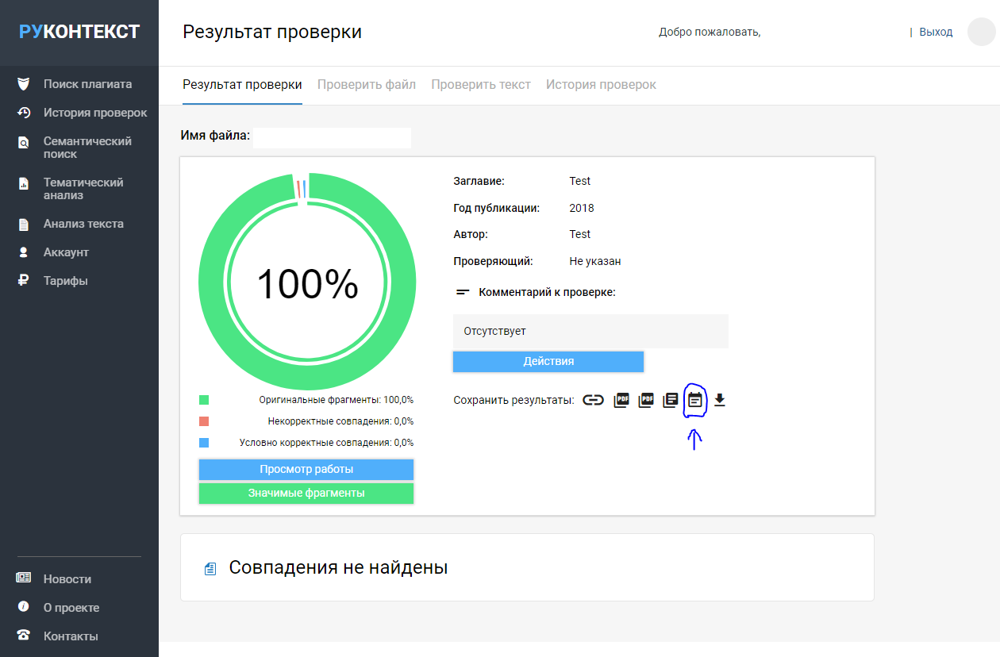 РУКОНТЕКСТ
Результат проверки
Добро пожаловать,
| Выход
Поиск плагиата
История проверок
Семантический
поиск
Тематический
анализ
Анализ текста
Аккаунт
Тарифы
Новости
О проекте
Контакты
Результат проверки Проверить файл Проверить текст История проверок
Имя файла:
100%
Оригинальные фрагменты: 100,0%
Некорректные совпадения: 0,0%
Условно корректные совпадения: 0,0%
Просмотр работы
Значимые фрагменты
Заглавие: Test
Год публикации: 2018
Автор: Test
Проверяющий: Не указан
Комментарий к проверке:
Отсутствует
Действия
Сохранить результаты: PDF PDF
Совпадения не найдены